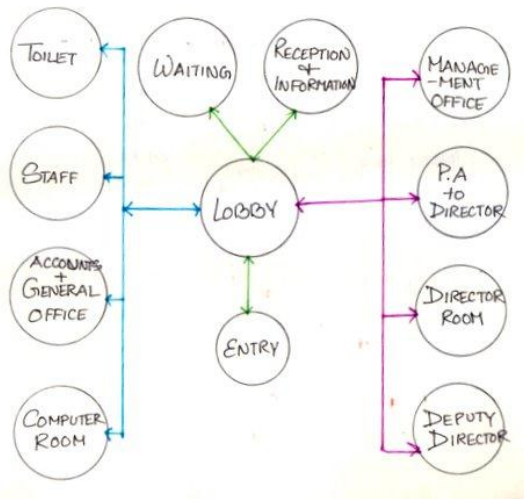 TOILET
WAITING
RECEPTION
+
INFORMATION
MANAGE
-MENT
OFFICE
STAFF
LOBBY
P.A
to
DIRECTOR
ACCOUNTS
+
GENERAL
OFFICE
DIRECTOR
ROOM
ENTRY
COMPUTER
ROOM
DEPUTY
DIRECTOR